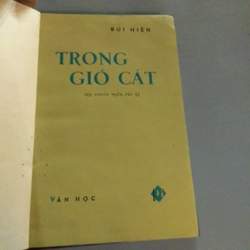 BÙI HIỂN
TRONG
GIÓ CÁT
VĂN HỌC